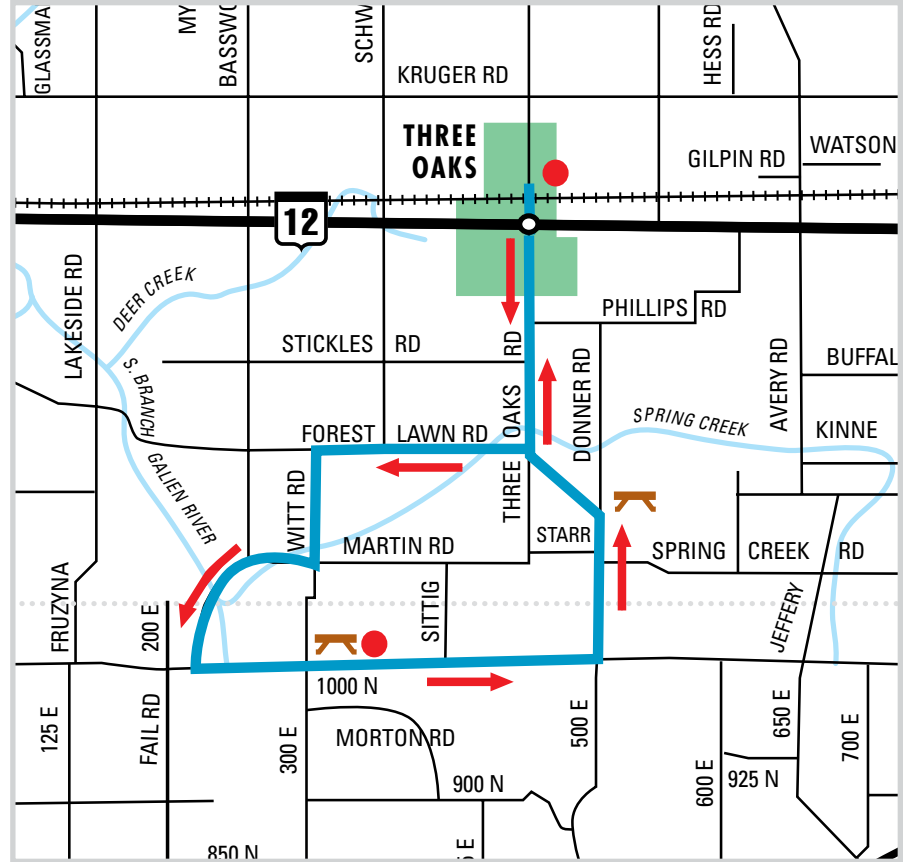 GLASSMA
MY
BASSWO
SCHW
HESS RD
KRUGER RD
THREE
OAKS
GILPIN RD
WATSON
12
LAKESIDE RD
DEER CREEK
PHILLIPS RD
STICKLES RD
THREE OAKS RD
DONNER RD
AVERY RD
BUFFAL
S. BRANCH
GALIEN RIVER
SPRING CREEK
FOREST LAWN RD
KINNE
WITT RD
MARTIN RD
STARR
SPRING CREEK RD
FRUZYNA
200 E
SITTIG
JEFFERY
1000 N
125 E
FAIL RD
300 E
MORTON RD
500 E
600 E
650 E
700 E
900 N
925 N
850 N
E